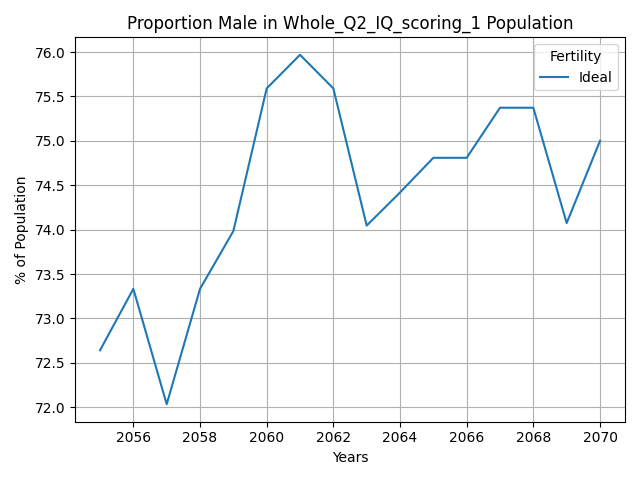 Proportion Male in Whole_Q2_IQ_scoring_1 Population
Fertility
Ideal
% of Population
76.0
75.5
75.0
74.5
74.0
73.5
73.0
72.5
72.0
2056 2058 2060 2062 2064 2066 2068 2070
Years